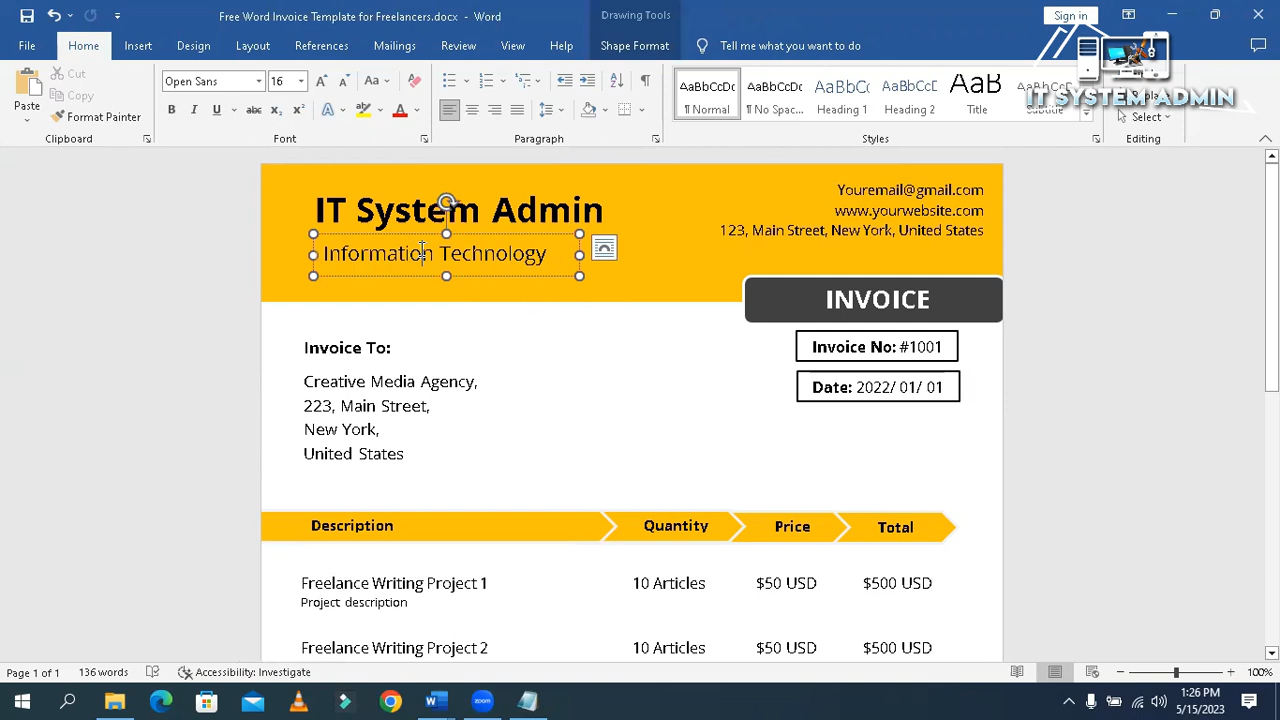 Free Word Invoice Template for Freelancers.docx - Word
Drawing Tools
Sign in
File Home Insert Design Layout References Mailings Review View Help Shape Format Tell me what you want to do
Paste
Cut
Copy
Format Painter
Clipboard
Open Sans 16
Font
Paragraph
AaBbCcDc AaBbCcDc AaBbCc AaBbCcD AaB
¶ Normal ¶ No Spac... Heading 1 Heading 2 Title Subtitle
Styles
Select
Editing
IT SYSTEM ADMIN
IT System Admin
Information Technology
Youremail@gmail.com
www.yourwebsite.com
123, Main Street, New York, United States
INVOICE
Invoice To:
Creative Media Agency,
223, Main Street,
New York,
United States
Invoice No: #1001
Date: 2022/ 01/ 01
Description Quantity Price Total
Freelance Writing Project 1 10 Articles $50 USD $500 USD
Project description
Freelance Writing Project 2 10 Articles $50 USD $500 USD
Page 1 of 1 136 words Accessibility: Investigate 100%
1:26 PM
5/15/2023